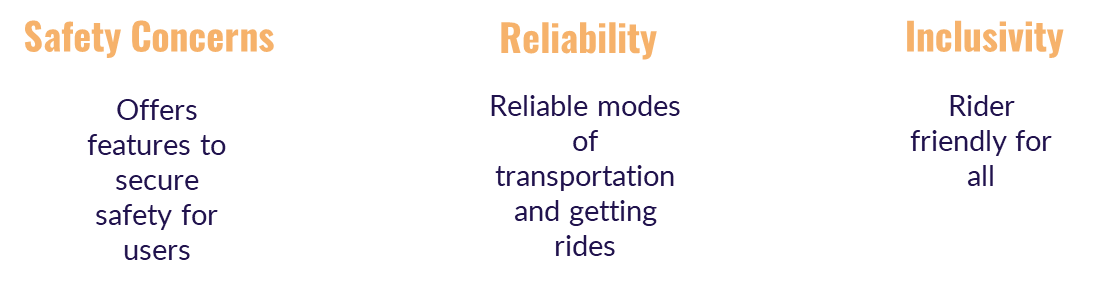 Safety Concerns
Offers
features to
secure
safety for
users
Reliability
Reliable modes
of
transportation
and getting
rides
Inclusivity
Rider
friendly for
all